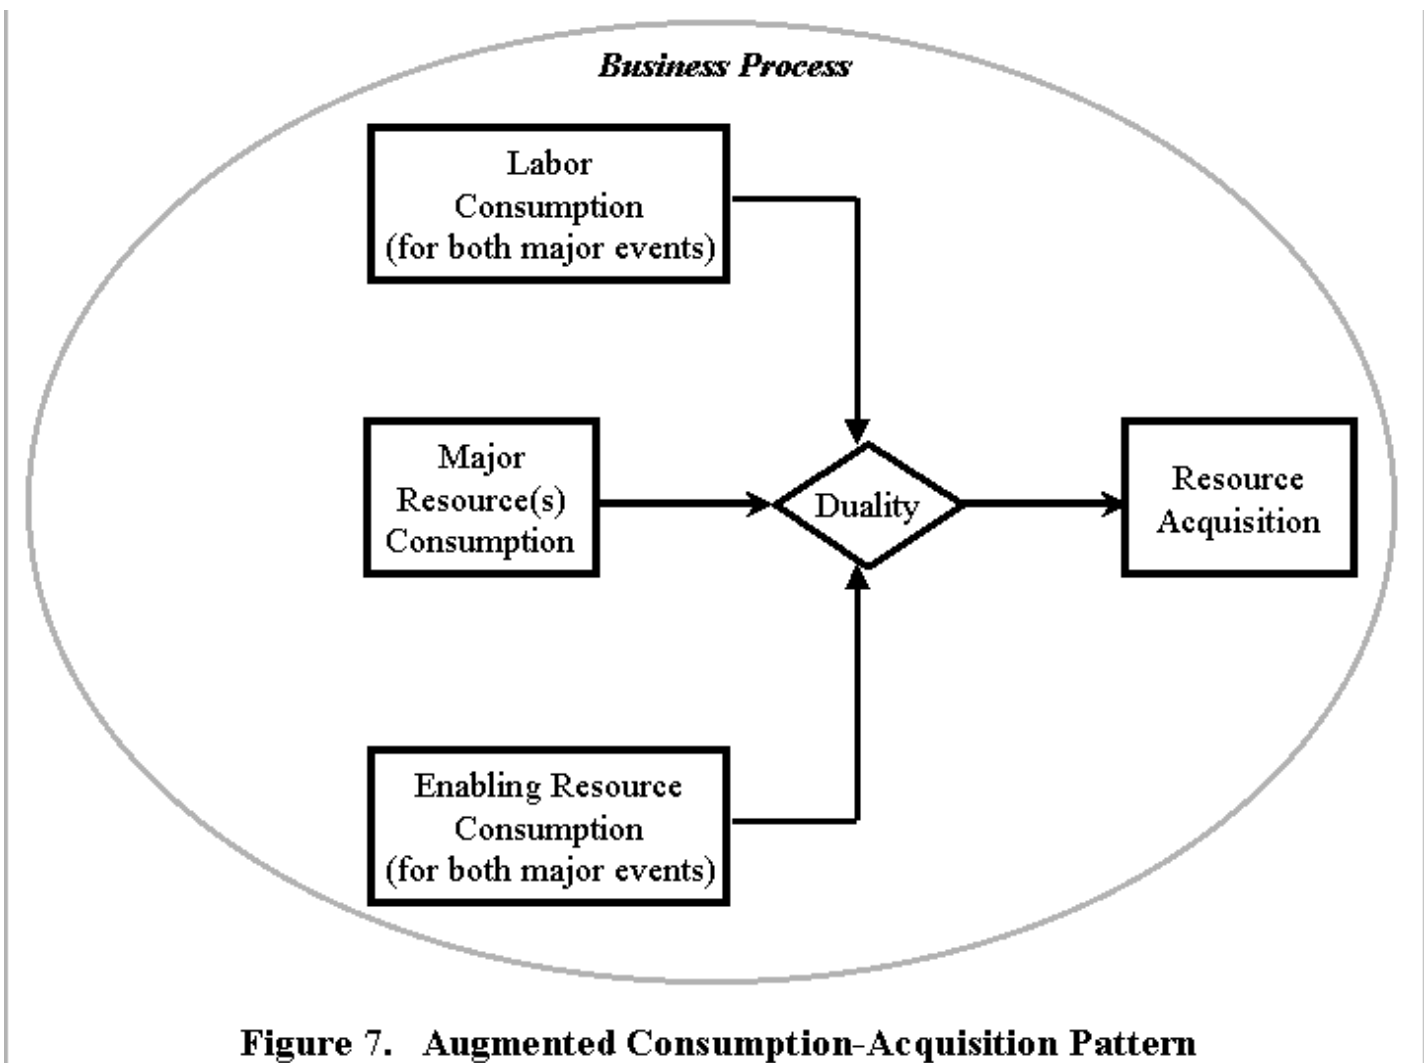 Business Process
Labor
Consumption
(for both major events)
Major
Resource(s)
Consumption
Duality
Resource
Acquisition
Enabling Resource
Consumption
(for both major events)
Figure 7. Augmented Consumption-Acquisition Pattern